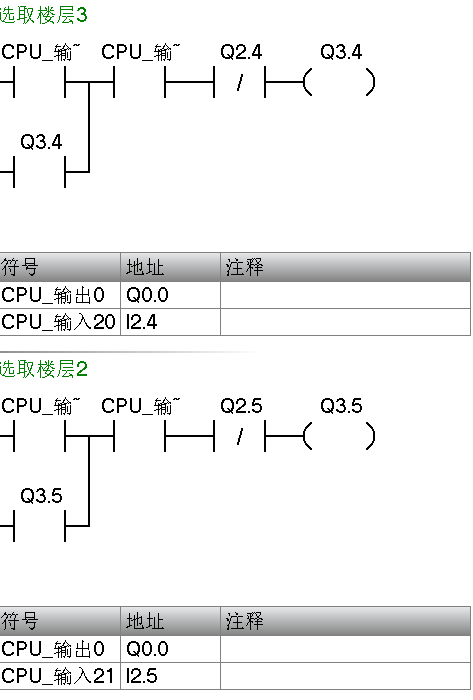 选取楼层3
CPU_输~ CPU_输~ Q2.4 Q3.4
/
Q3.4
符号 地址 注释
CPU_输出0 Q0.0
CPU_输入20 I2.4
选取楼层2
CPU_输~ CPU_输~ Q2.5 Q3.5
/
Q3.5
符号 地址 注释
CPU_输出0 Q0.0
CPU_输入21 I2.5